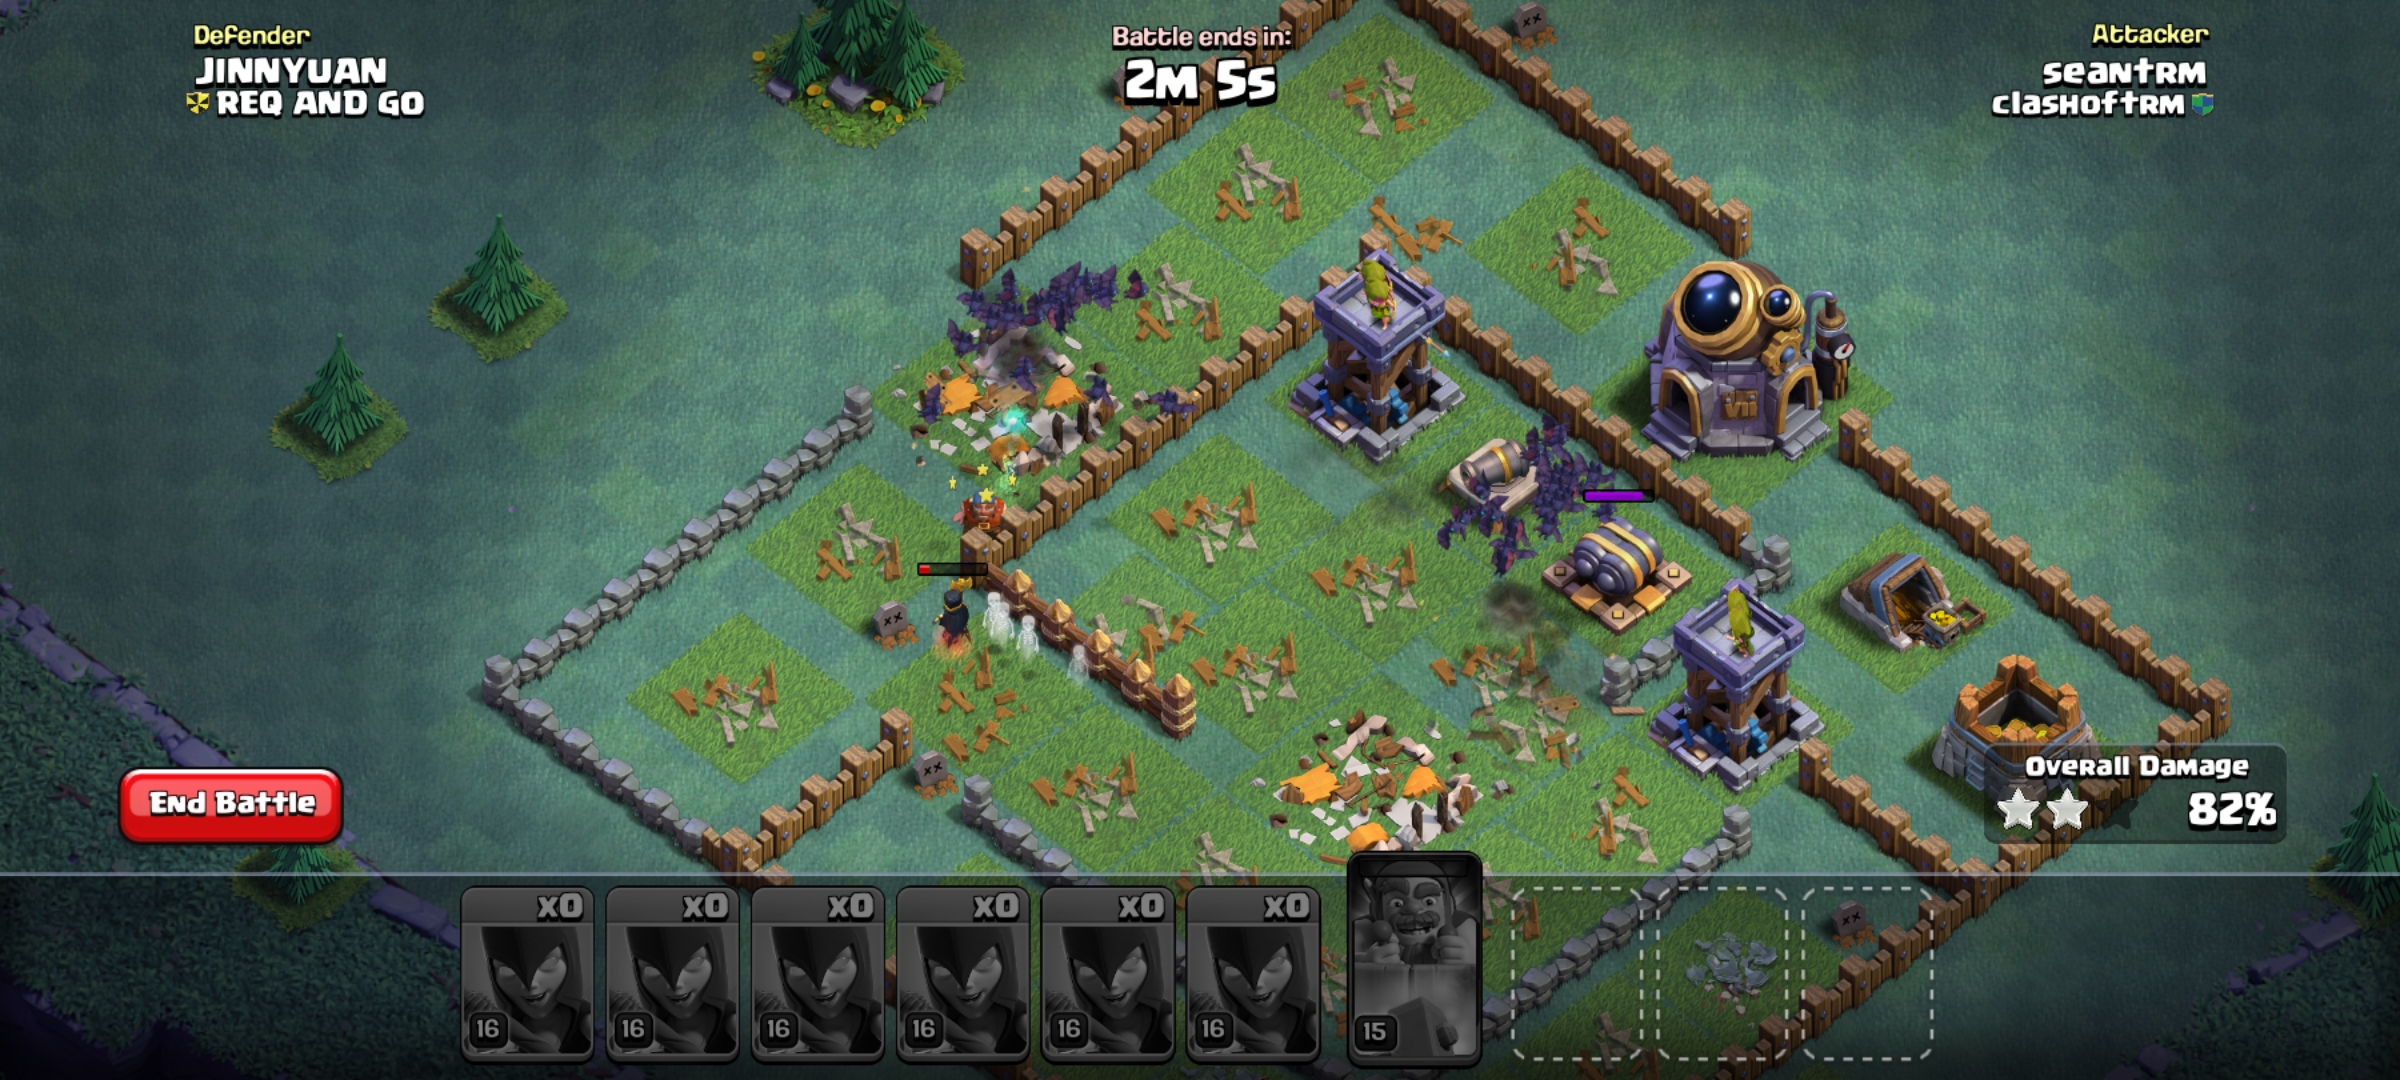 Defender
JINNYUAN
REQ AND GO
Battle ends in:
2M 5s
Attacker
seantrm
clashoftrm
VII
End Battle
Overall Damage
82%
x0
x0
x0
x0
x0
x0
16
16
16
16
16
16
15